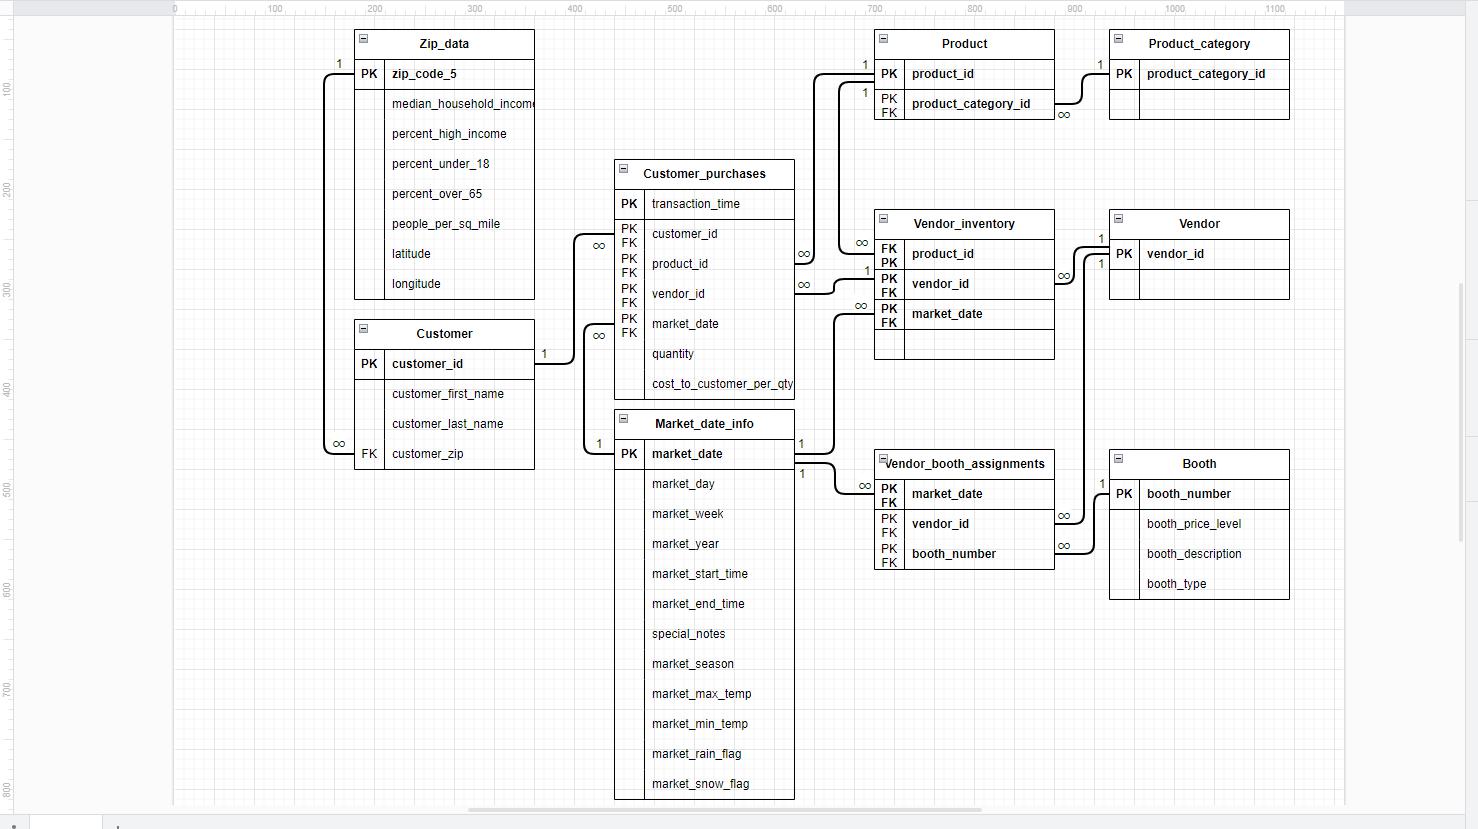 0 100 200 300 400 500 600 700 800 900 1000 1100
100
200
300
400
500
600
700
800
Zip_data
1
PK zip_code_5
median_household_income
percent_high_income
percent_under_18
percent_over_65
people_per_sq_mile
latitude
longitude
Customer
PK customer_id 1
customer_first_name
customer_last_name
∞ FK customer_zip
Customer_purchases
PK transaction_time
∞ PK FK customer_id
PK FK product_id ∞
PK FK vendor_id ∞
∞ PK FK market_date
quantity
cost_to_customer_per_qty
Market_date_info
1 PK market_date 1
1
market_day
market_week
market_year
market_start_time
market_end_time
special_notes
market_season
market_max_temp
market_min_temp
market_rain_flag
market_snow_flag
Product
1 PK product_id
1
PK FK product_category_id ∞
Product_category
1 PK product_category_id
Vendor_inventory
∞ FK PK product_id
1 PK FK vendor_id ∞
∞ PK FK market_date
Vendor
1
PK vendor_id
1
Vendor_booth_assignments
∞ PK FK market_date
PK FK vendor_id ∞
PK FK booth_number ∞
Booth
1 PK booth_number
booth_price_level
booth_description
booth_type